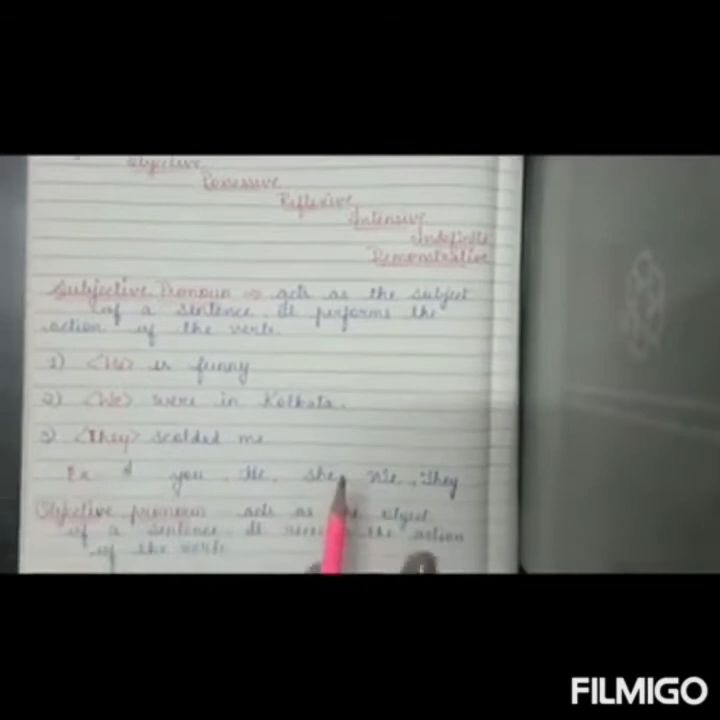 Objective
Possessive
Reflexive
Intensive
Indefinite
Demonstrative
Subjective Pronoun => acts as the subject
of a sentence. It performs the
action of the verb.
1) <He> is funny
2) <We> were in Kolkata.
3) <They> scolded me
Ex I you, He, She, We, They
Objective pronoun acts as the object
of a sentence. It the action
of the verb
FILMIGO